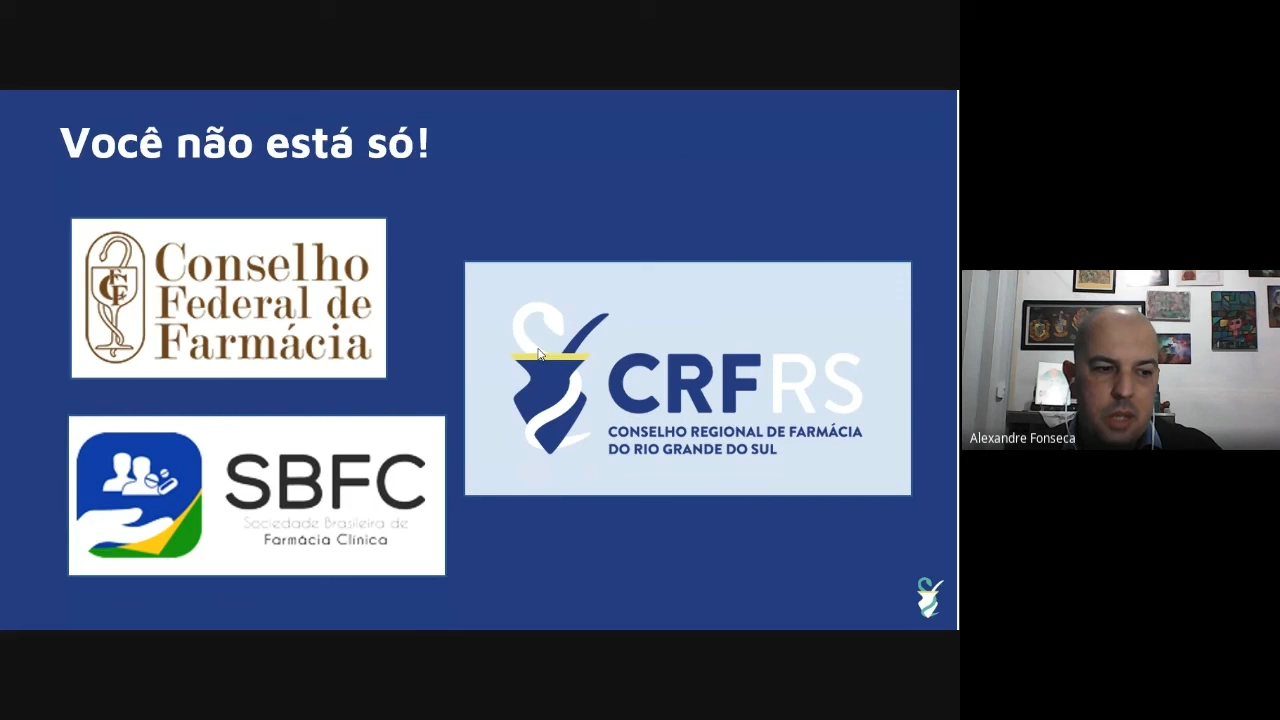 Você não está só!
Conselho
Federal de
Farmácia
CFF
SBFC
Sociedade Brasileira de
Farmácia Clínica
CRFRS
CONSELHO REGIONAL DE FARMÁCIA
DO RIO GRANDE DO SUL
Alexandre Fonseca